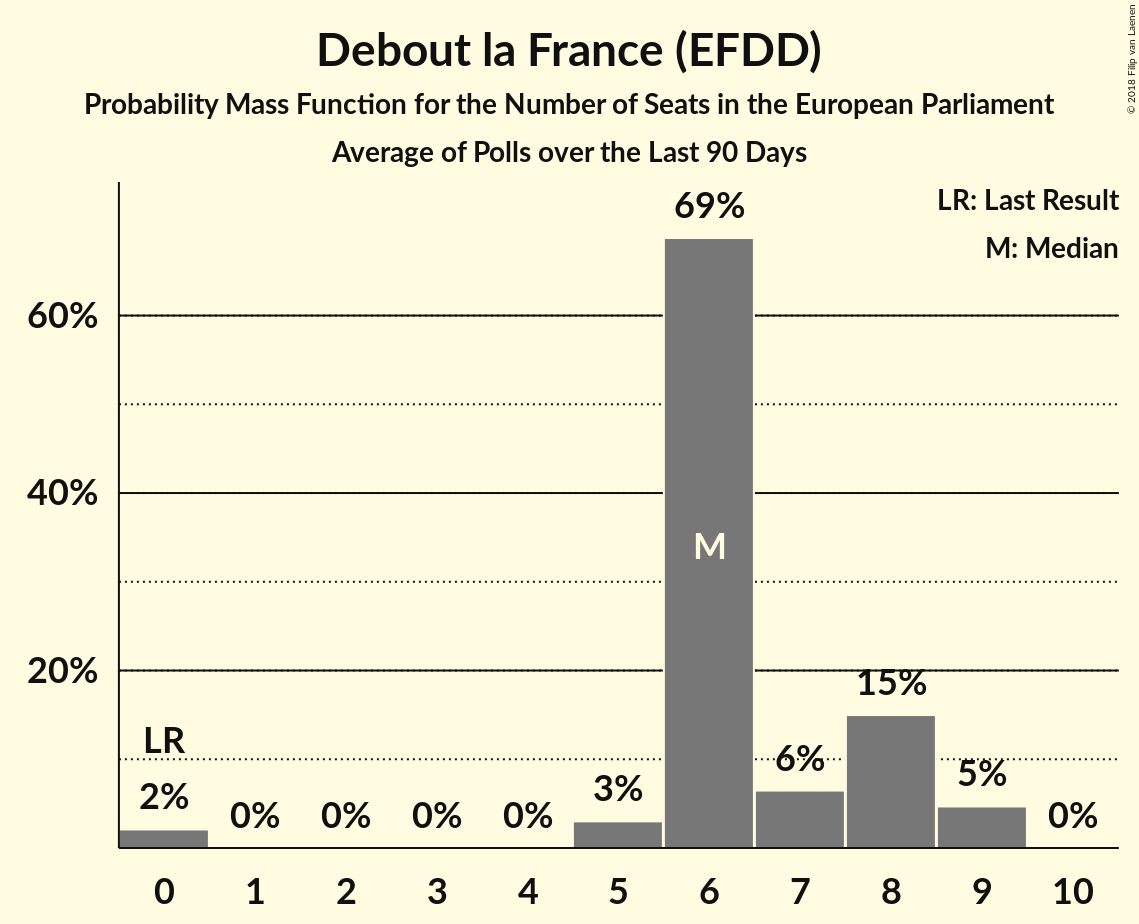 Debout la France (EFDD)
Probability Mass Function for the Number of Seats in the European Parliament
Average of Polls over the Last 90 Days
© 2018 Filip van Laenen
LR: Last Result
M: Median
69%
60%
40%
M
20%
15%
LR
6%
5%
3%
2%
0%
0%
0%
0%
0%
0 1 2 3 4 5 6 7 8 9 10